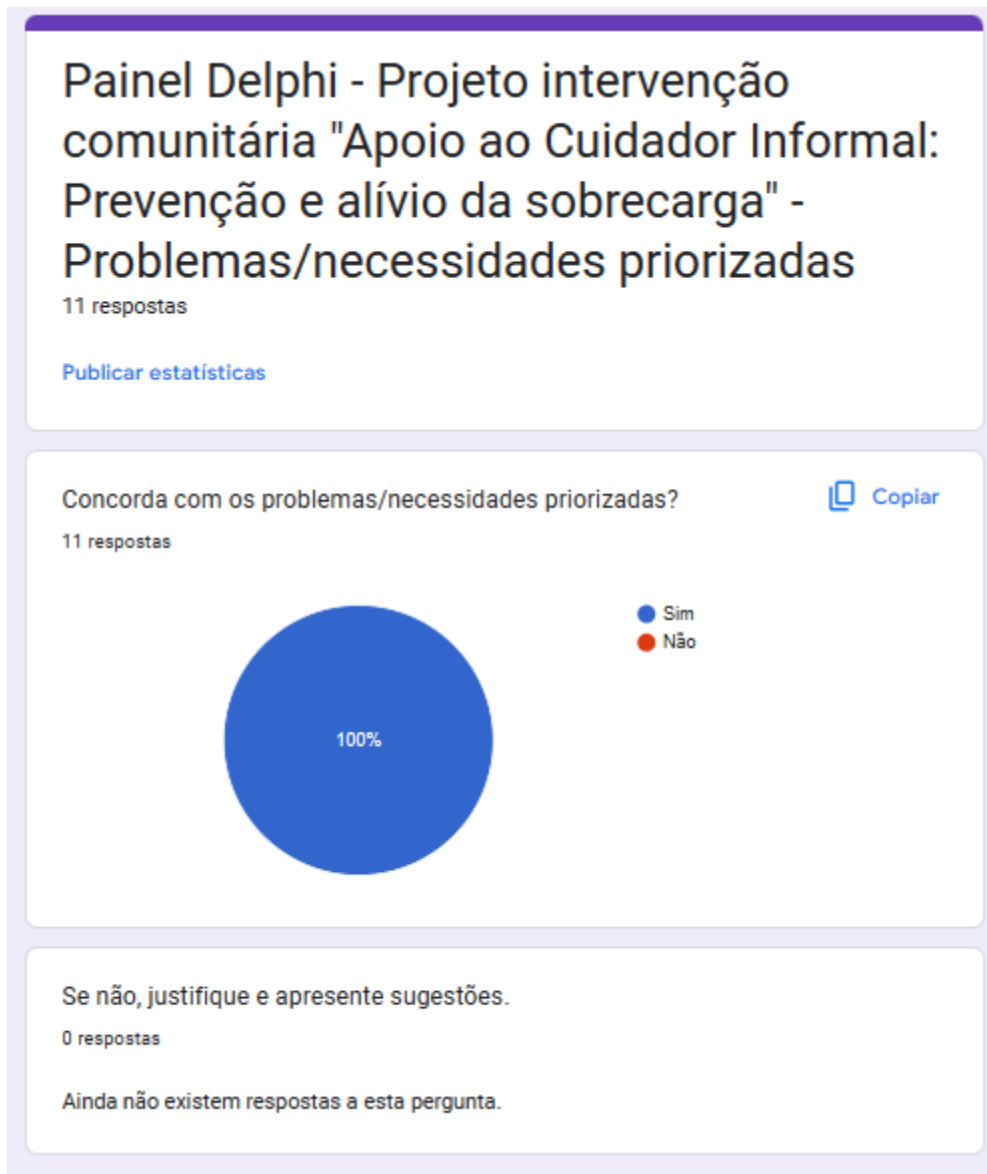 Painel Delphi - Projeto intervenção
comunitária "Apoio ao Cuidador Informal:
Prevenção e alívio da sobrecarga" -
Problemas/necessidades priorizadas
11 respostas
Publicar estatísticas
Concorda com os problemas/necessidades priorizadas?
Copiar
11 respostas
Sim
Não
100%
Se não, justifique e apresente sugestões.
0 respostas
Ainda não existem respostas a esta pergunta.